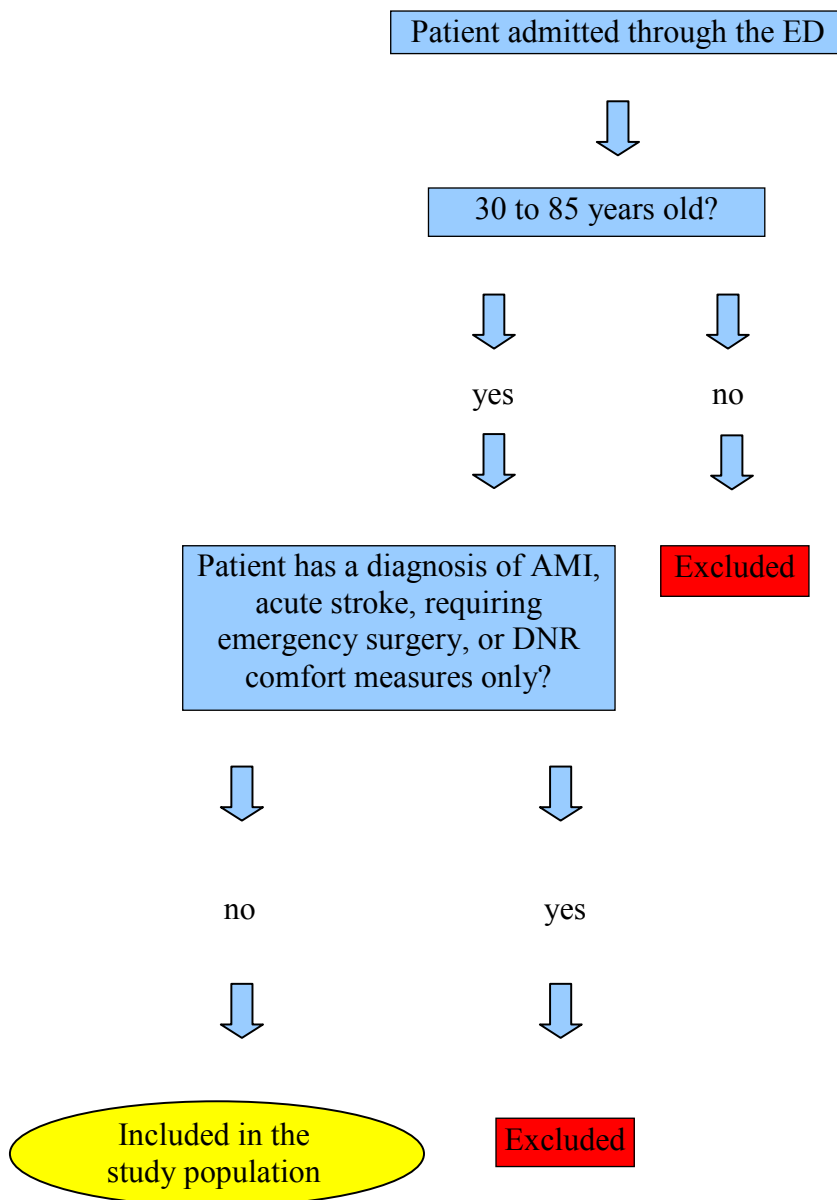 Patient admitted through the ED
30 to 85 years old?
yes
no
Patient has a diagnosis of AMI,
acute stroke, requiring
emergency surgery, or DNR
comfort measures only?
Excluded
no
yes
Included in the
study population
Excluded